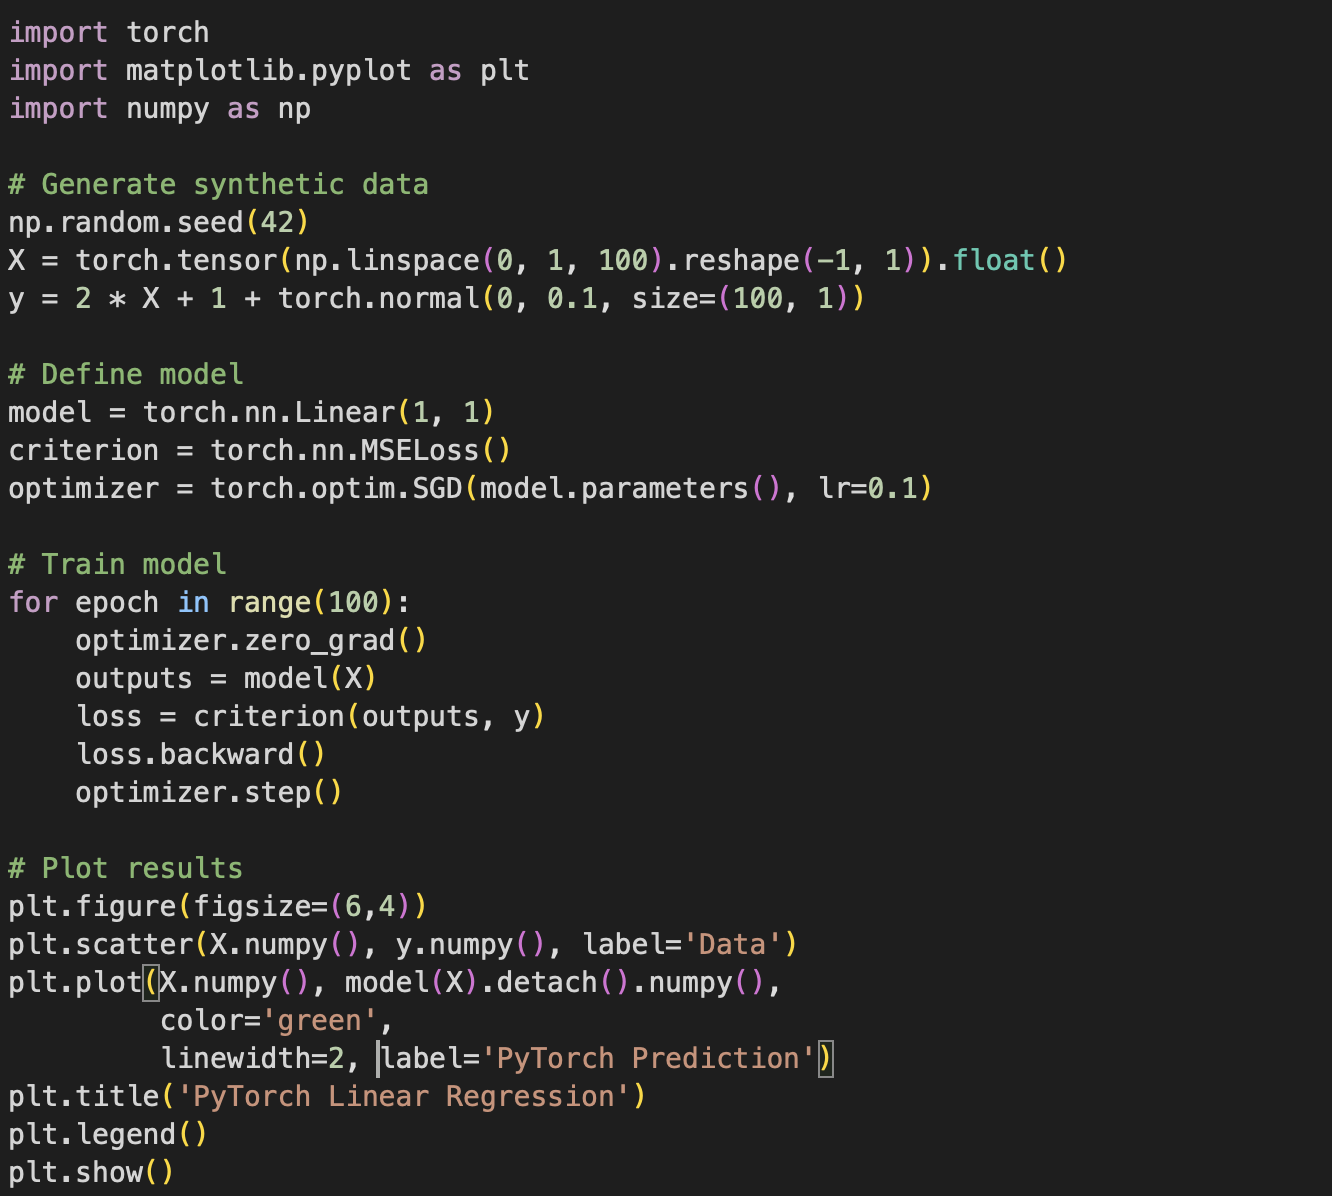 import torch
import matplotlib.pyplot as plt
import numpy as np

# Generate synthetic data
np.random.seed(42)
X = torch.tensor(np.linspace(0, 1, 100).reshape(-1, 1)).float()
y = 2 * X + 1 + torch.normal(0, 0.1, size=(100, 1))

# Define model
model = torch.nn.Linear(1, 1)
criterion = torch.nn.MSELoss()
optimizer = torch.optim.SGD(model.parameters(), lr=0.1)

# Train model
for epoch in range(100):
    optimizer.zero_grad()
    outputs = model(X)
    loss = criterion(outputs, y)
    loss.backward()
    optimizer.step()

# Plot results
plt.figure(figsize=(6,4))
plt.scatter(X.numpy(), y.numpy(), label='Data')
plt.plot(X.numpy(), model(X).detach().numpy(),
         color='green',
         linewidth=2, label='PyTorch Prediction')
plt.title('PyTorch Linear Regression')
plt.legend()
plt.show()